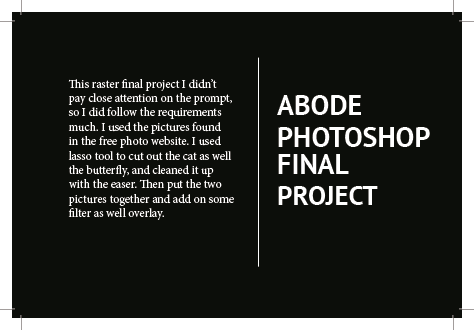 This raster final project I didn't
pay close attention on the prompt,
so I did follow the requirements
much. I used the pictures found
in the free photo website. I used
lasso tool to cut out the cat as well
the butterfly, and cleaned it up
with the easer. Then put the two
pictures together and add on some
filter as well overlay.
ABODE
PHOTOSHOP
FINAL
PROJECT